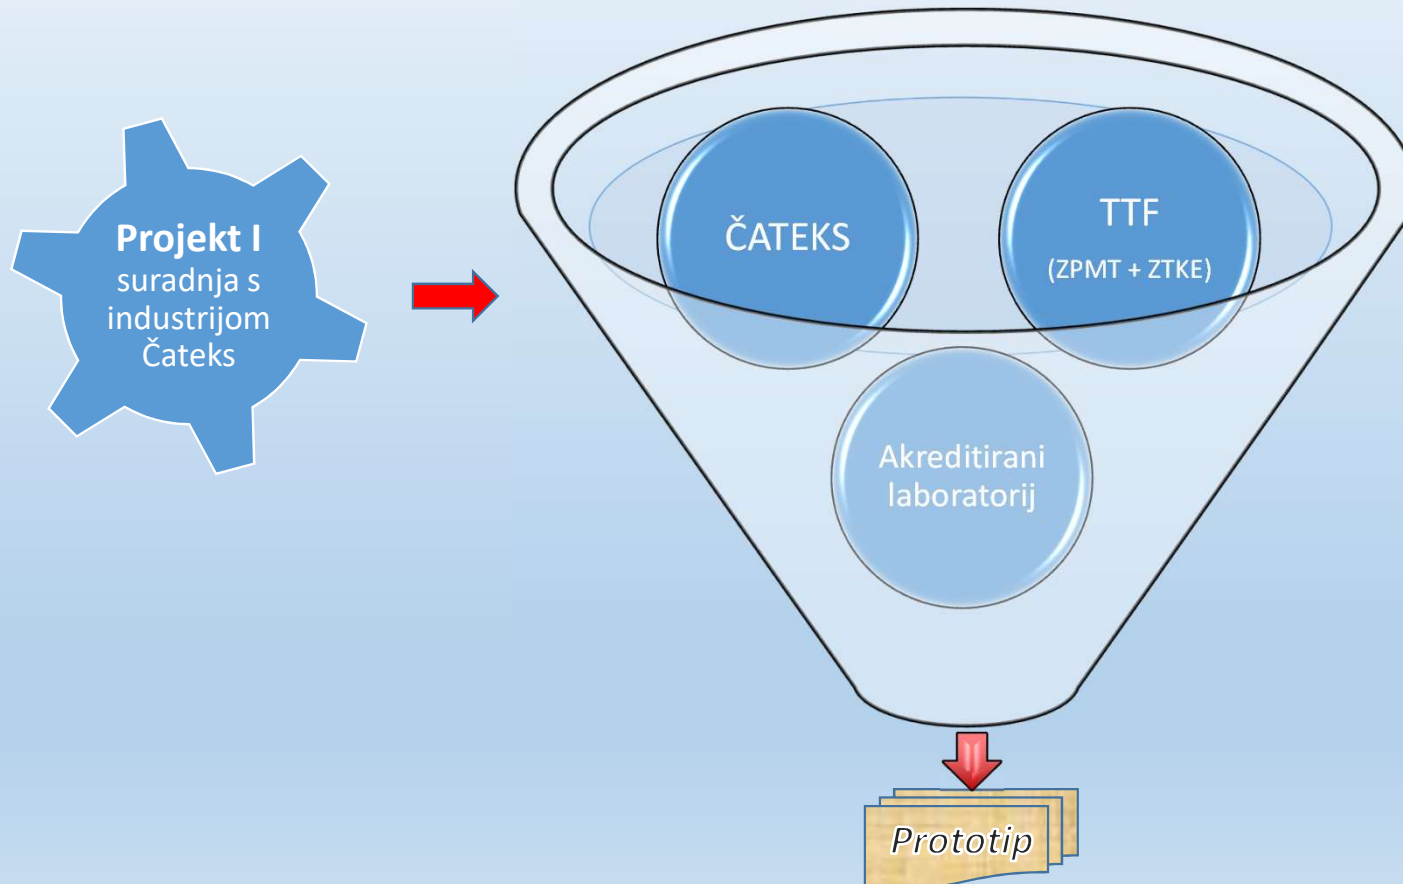 Projekt I
suradnja s
industrijom
Čateks
ČATEKS
TTF
(ZPMT + ZTKE)
Akreditirani
laboratorij
Prototip